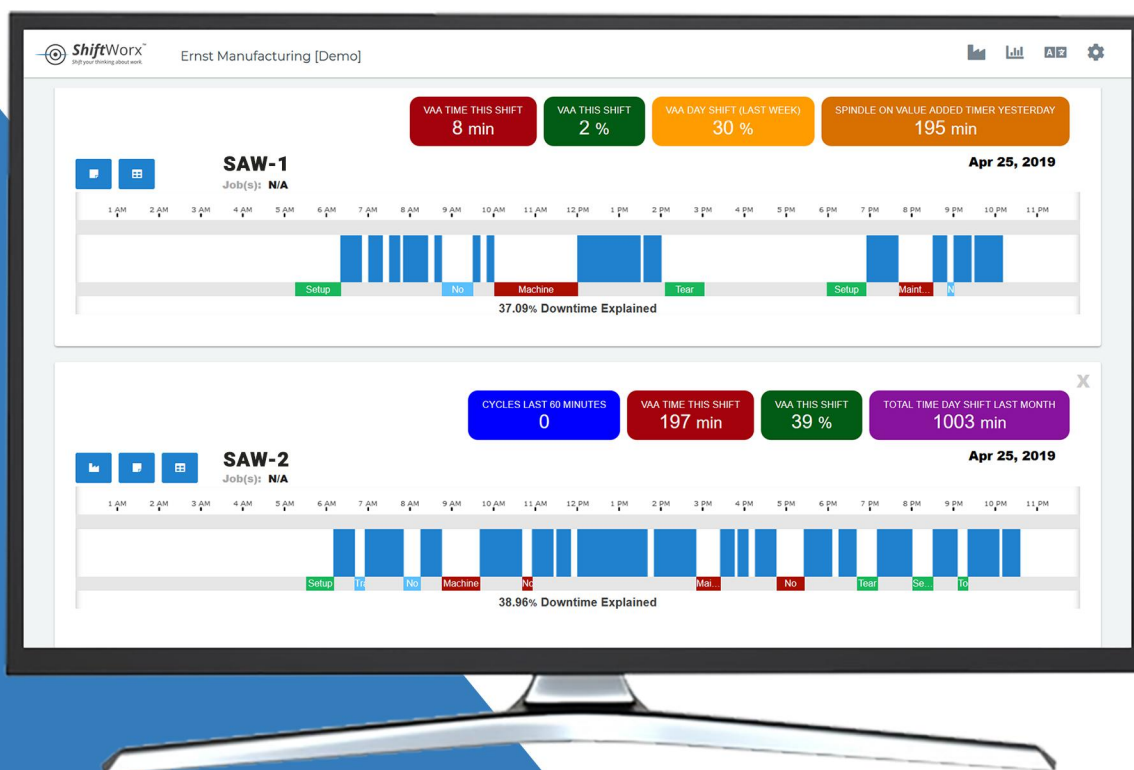 ShiftWorx™
Shift your thinking about work.
Ernst Manufacturing [Demo]
VAA TIME THIS SHIFT
8 min
VAA THIS SHIFT
2 %
VAA DAY SHIFT (LAST WEEK)
30 %
SPINDLE ON VALUE ADDED TIMER YESTERDAY
195 min
SAW-1
Job(s): N/A
Apr 25, 2019
1 AM 2 AM 3 AM 4 AM 5 AM 6 AM 7 AM 8 AM 9 AM 10 AM 11 AM 12 PM 1 PM 2 PM 3 PM 4 PM 5 PM 6 PM 7 PM 8 PM 9 PM 10 PM 11 PM
Setup No Machine Tear Setup Maint... N
37.09% Downtime Explained
X
CYCLES LAST 60 MINUTES
0
VAA TIME THIS SHIFT
197 min
VAA THIS SHIFT
39 %
TOTAL TIME DAY SHIFT LAST MONTH
1003 min
SAW-2
Job(s): N/A
Apr 25, 2019
1 AM 2 AM 3 AM 4 AM 5 AM 6 AM 7 AM 8 AM 9 AM 10 AM 11 AM 12 PM 1 PM 2 PM 3 PM 4 PM 5 PM 6 PM 7 PM 8 PM 9 PM 10 PM 11 PM
Setup Tr No Machine No Mai... No Tear Se... To
38.96% Downtime Explained